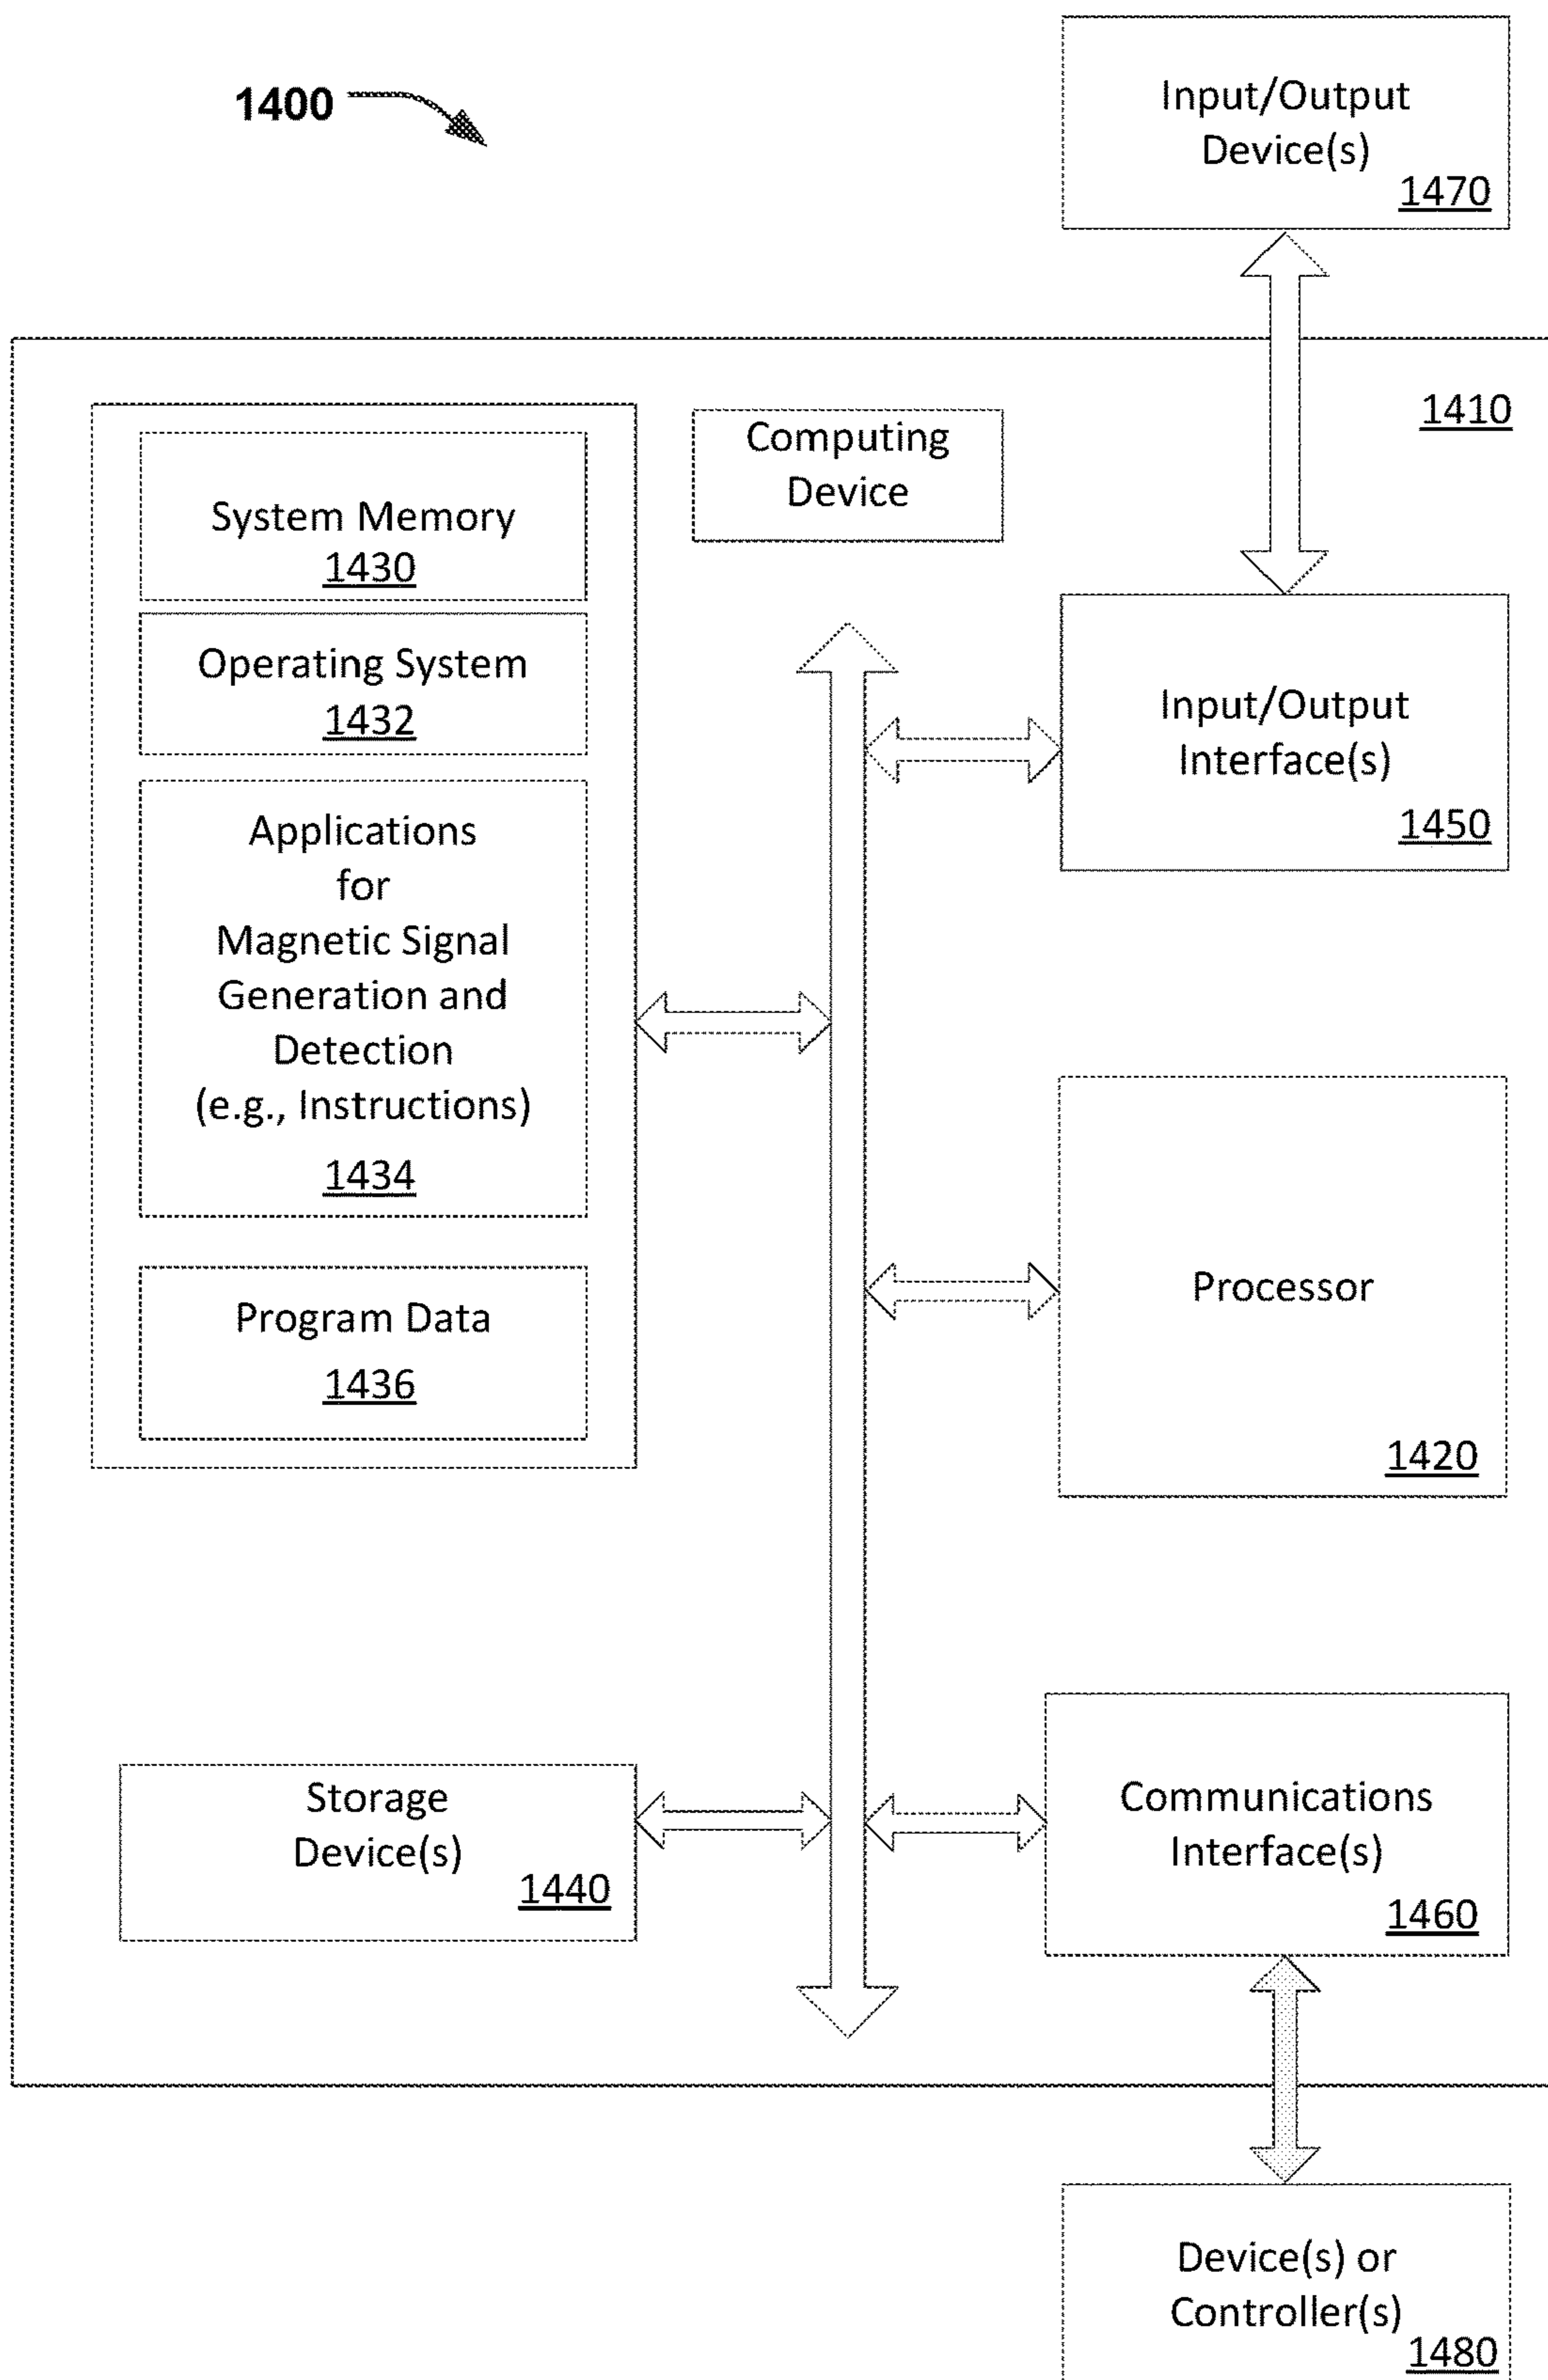 1400
Input/Output
Device(s)
1470
1410
Computing
Device
System Memory
1430
Operating System
1432
Applications
for
Magnetic Signal
Generation and
Detection
(e.g., Instructions)
1434
Program Data
1436
Input/Output
Interface(s)
1450
Processor
1420
Storage
Device(s)
1440
Communications
Interface(s)
1460
Device(s) or
Controller(s)
1480